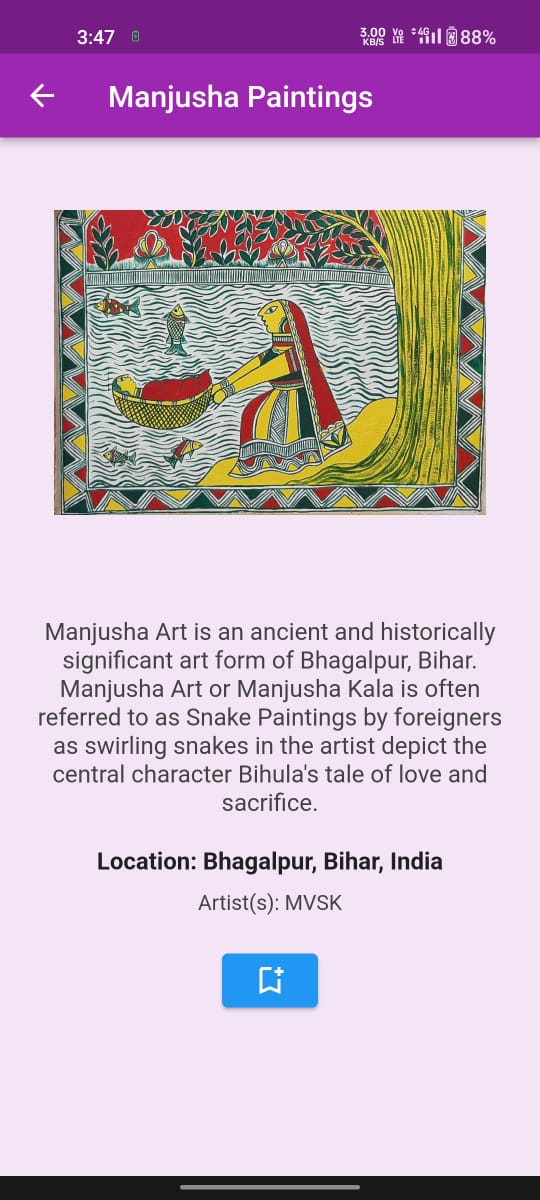 3:47
3.00 KB/S Vo LTE 4G 88%
Manjusha Paintings
Manjusha Art is an ancient and historically
significant art form of Bhagalpur, Bihar.
Manjusha Art or Manjusha Kala is often
referred to as Snake Paintings by foreigners
as swirling snakes in the artist depict the
central character Bihula's tale of love and
sacrifice.
Location: Bhagalpur, Bihar, India
Artist(s): MVSK